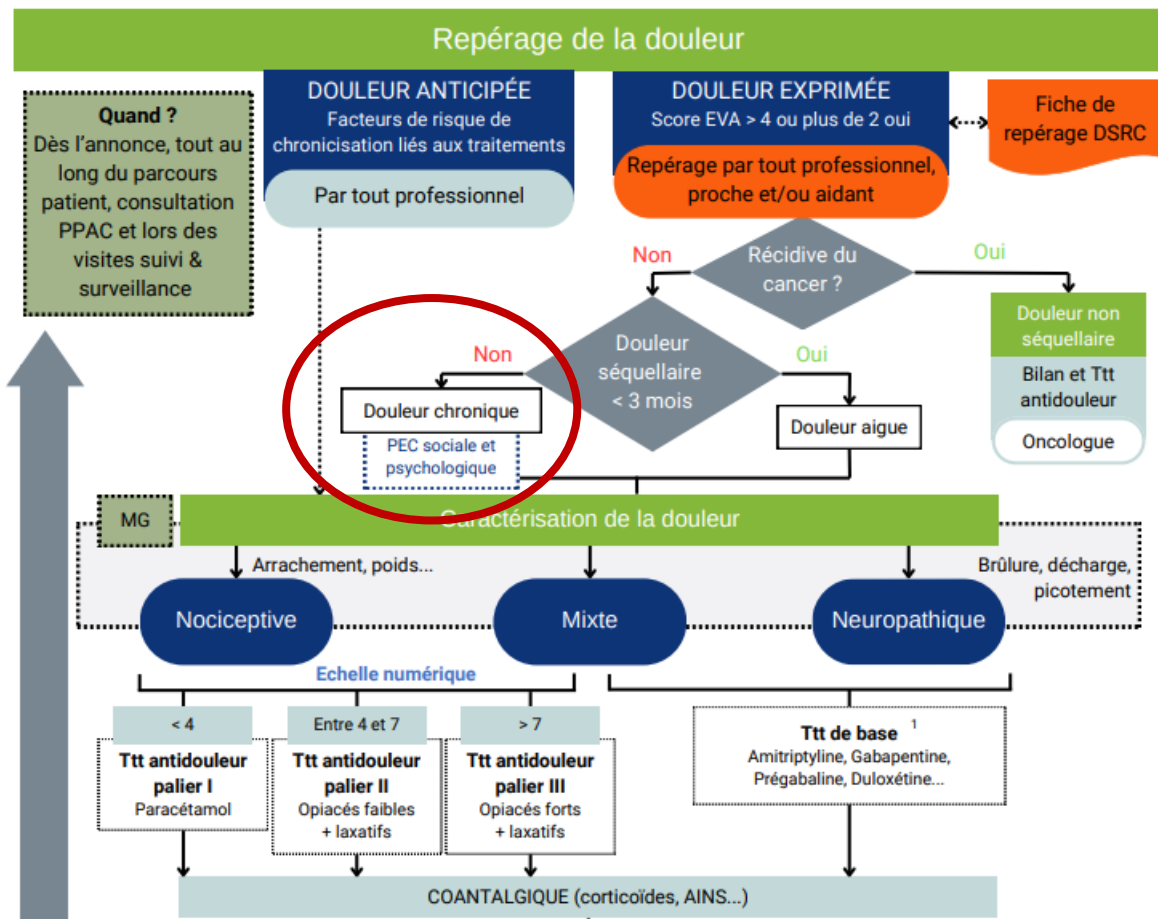 Repérage de la douleur
Quand ?
Dès l'annonce, tout au
long du parcours
patient, consultation
PPAC et lors des
visites suivi &
surveillance
DOULEUR ANTICIPÉE
Facteurs de risque de
chronicisation liés aux traitements
Par tout professionnel
DOULEUR EXPRIMÉE
Score EVA > 4 ou plus de 2 oui
Repérage par tout professionnel,
proche et/ou aidant
Fiche de
repérage DSRC
Non
Récidive du
cancer ?
Oui
Douleur non
séquellaire
Bilan et Ttt
antidouleur
Oncologue
Non
Douleur
séquellaire
< 3 mois
Oui
Douleur chronique
PEC sociale et
psychologique
Douleur aigue
MG
Caractérisation de la douleur
Arrachement, poids...
Brûlure, décharge,
picotement
Nociceptive
Mixte
Neuropathique
Echelle numérique
< 4
Ttt antidouleur
palier I
Paracétamol
Entre 4 et 7
Ttt antidouleur
palier II
Opiacés faibles
+ laxatifs
> 7
Ttt antidouleur
palier III
Opiacés forts
+ laxatifs
Ttt de base 1
Amitriptyline, Gabapentine,
Prégabaline, Duloxétine...
COANTALGIQUE (corticoïdes, AINS...)